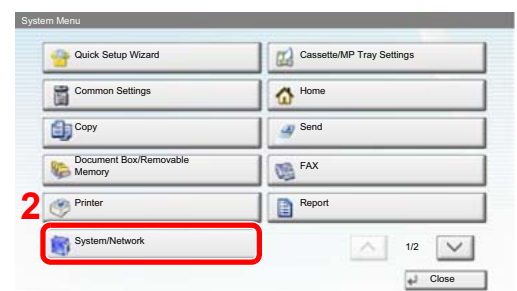 System Menu
Quick Setup Wizard
Cassette/MP Tray Settings
Common Settings
Home
Copy
Send
Document Box/Removable
Memory
FAX
2
Printer
Report
System/Network
1/2
Close